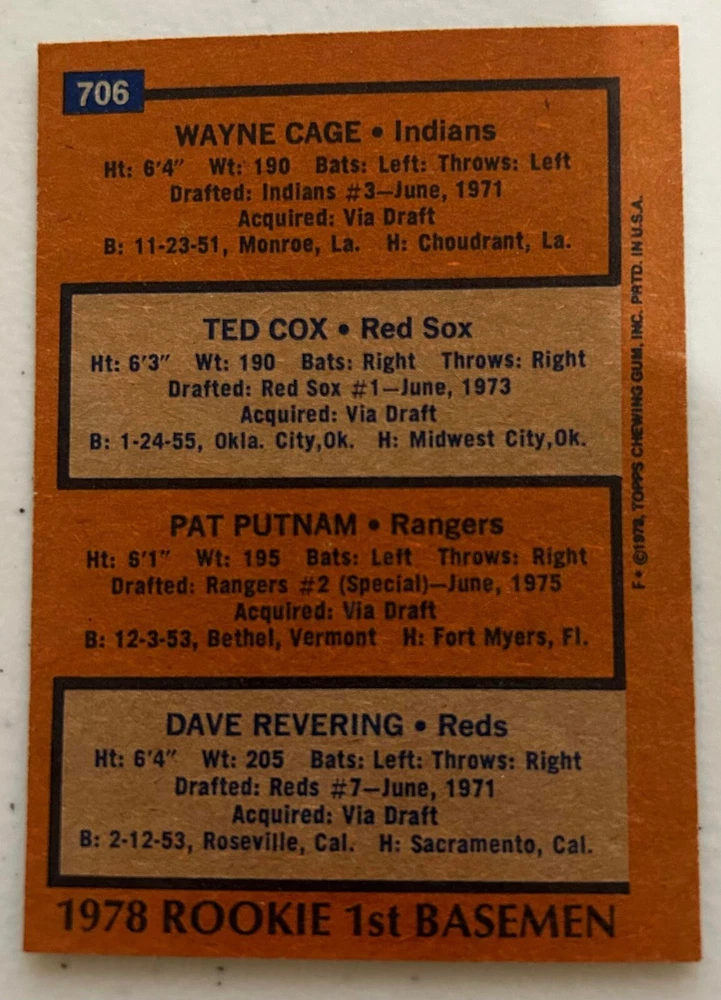 706
WAYNE CAGE • Indians
Ht: 6'4" Wt: 190 Bats: Left: Throws: Left
Drafted: Indians #3—June, 1971
Acquired: Via Draft
B: 11-23-51, Monroe, La. H: Choudrant, La.
TED COX • Red Sox
Ht: 6'3" Wt: 190 Bats: Right Throws: Right
Drafted: Red Sox #1—June, 1973
Acquired: Via Draft
B: 1-24-55, Okla. City,Ok. H: Midwest City,Ok.
PAT PUTNAM • Rangers
Ht: 6'1" Wt: 195 Bats: Left Throws: Right
Drafted: Rangers #2 (Special)—June, 1975
Acquired: Via Draft
B: 12-3-53, Bethel, Vermont H: Fort Myers, Fl.
DAVE REVERING • Reds
Ht: 6'4" Wt: 205 Bats: Left: Throws: Right
Drafted: Reds #7—June, 1971
Acquired: Via Draft
B: 2-12-53, Roseville, Cal. H: Sacramento, Cal.
1978 ROOKIE 1st BASEMEN
F* ©1978, TOPPS CHEWING GUM, INC. PRTD. IN U.S.A.